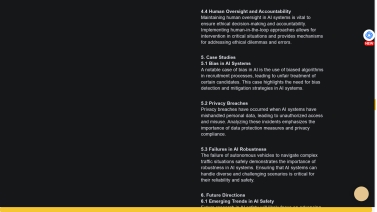 4.4 Human Oversight and Accountability
Maintaining human oversight in AI systems is vital to
ensure ethical decision-making and accountability.
Implementing human-in-the-loop approaches allows for
intervention in critical situations and provides mechanisms
for addressing ethical dilemmas and errors.
5. Case Studies
5.1 Bias in AI Systems
A notable case of bias in AI is the use of biased algorithms
in recruitment processes, leading to unfair treatment of
certain candidates. This case highlights the need for bias
detection and mitigation strategies in AI systems.
5.2 Privacy Breaches
Privacy breaches have occurred when AI systems have
mishandled personal data, leading to unauthorized access
and misuse. Analyzing these incidents emphasizes the
importance of data protection measures and privacy
compliance.
5.3 Failures in AI Robustness
The failure of autonomous vehicles to navigate complex
traffic situations safely demonstrates the importance of
robustness in AI systems. Ensuring that AI systems can
handle diverse and challenging scenarios is critical for
their reliability and safety.
6. Future Directions
6.1 Emerging Trends in AI Safety